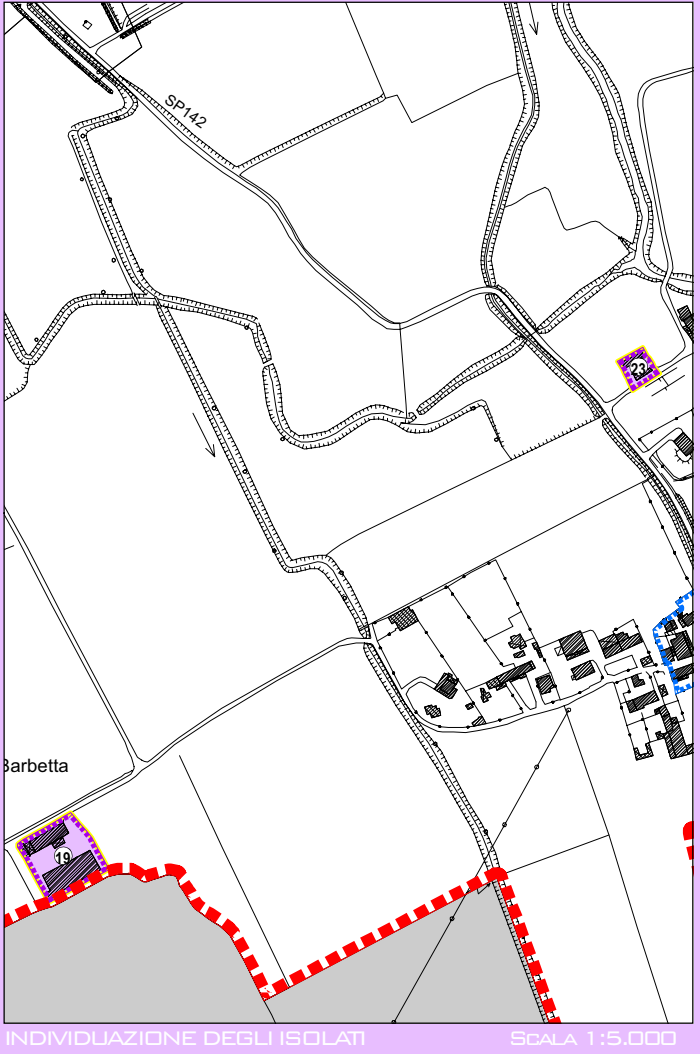 SP142
23
Barbetta
19
INDIVIDUAZIONE DEGLI ISOLATI
SCALA 1:5.000